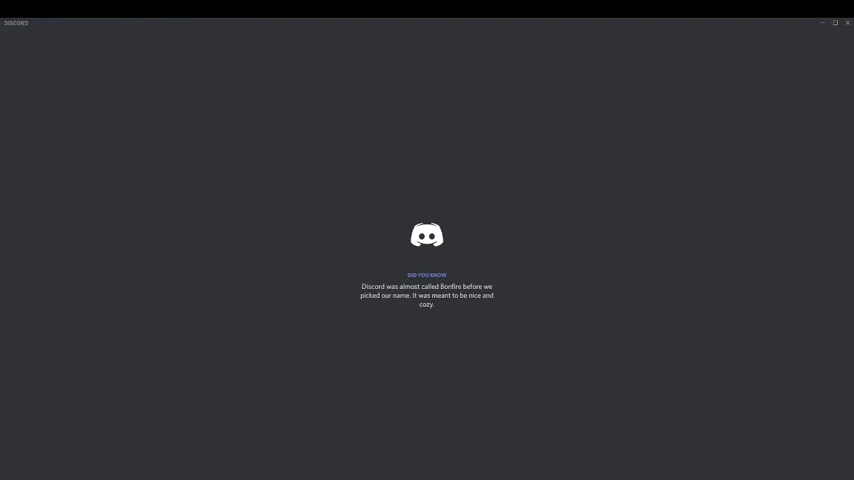 DISCORD
DID YOU KNOW
Discord was almost called Bonfire before we
picked our name. It was meant to be nice and
cozy.